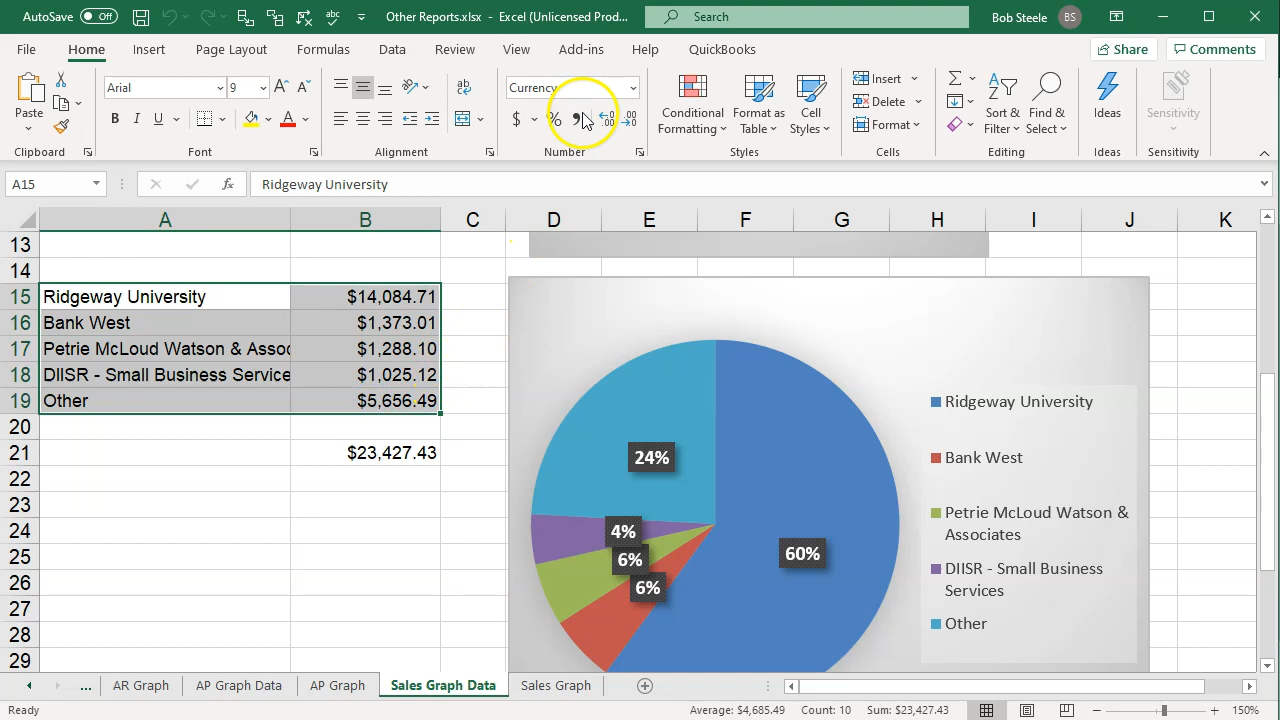 AutoSave Off Other Reports.xlsx - Excel (Unlicensed Prod... Search Bob Steele BS
File Home Insert Page Layout Formulas Data Review View Add-ins Help QuickBooks Share Comments
Paste
Clipboard
Arial 9
B I U A
Font
ab
Alignment
Currency
$ % , .00
Number
Conditional Formatting
Format as Table
Cell Styles
Styles
Insert
Delete
Format
Cells
Sort & Filter
Find & Select
Editing
Ideas
Ideas
Sensitivity
Sensitivity
A15 fx Ridgeway University
A B C D E F G H I J K
13
14
15 Ridgeway University $14,084.71
16 Bank West $1,373.01
17 Petrie McLoud Watson & Assoc $1,288.10
18 DIISR - Small Business Service $1,025.12
19 Other $5,656.49
20
21 $23,427.43
22
23
24
25
26
27
28
29
24%
4%
6%
6%
60%
Ridgeway University
Bank West
Petrie McLoud Watson &
Associates
DIISR - Small Business
Services
Other
... AR Graph AP Graph Data AP Graph Sales Graph Data Sales Graph
Average: $4,685.49 Count: 10 Sum: $23,427.43 150%